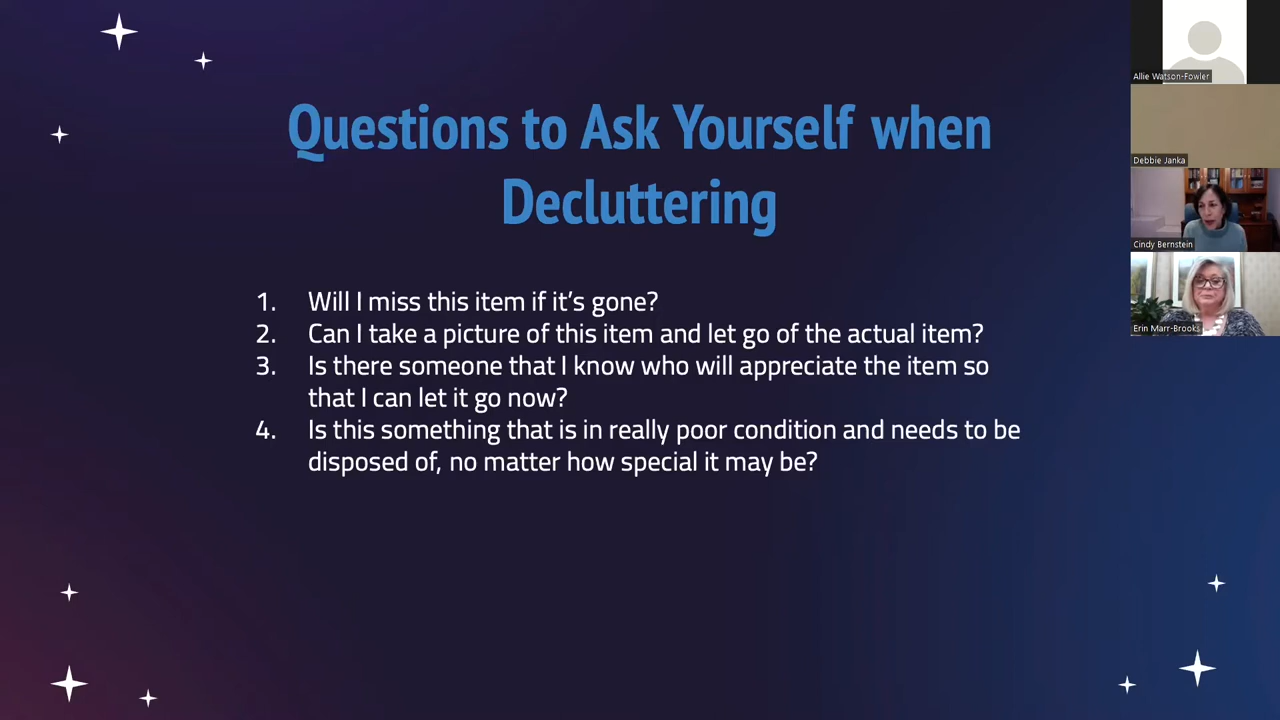 Questions to Ask Yourself when
Decluttering
1. Will I miss this item if it's gone?
2. Can I take a picture of this item and let go of the actual item?
3. Is there someone that I know who will appreciate the item so
that I can let it go now?
4. Is this something that is in really poor condition and needs to be
disposed of, no matter how special it may be?
Allie Watson-Fowler
Debbie Janka
Cindy Bernstein
Erin Marr-Brooks